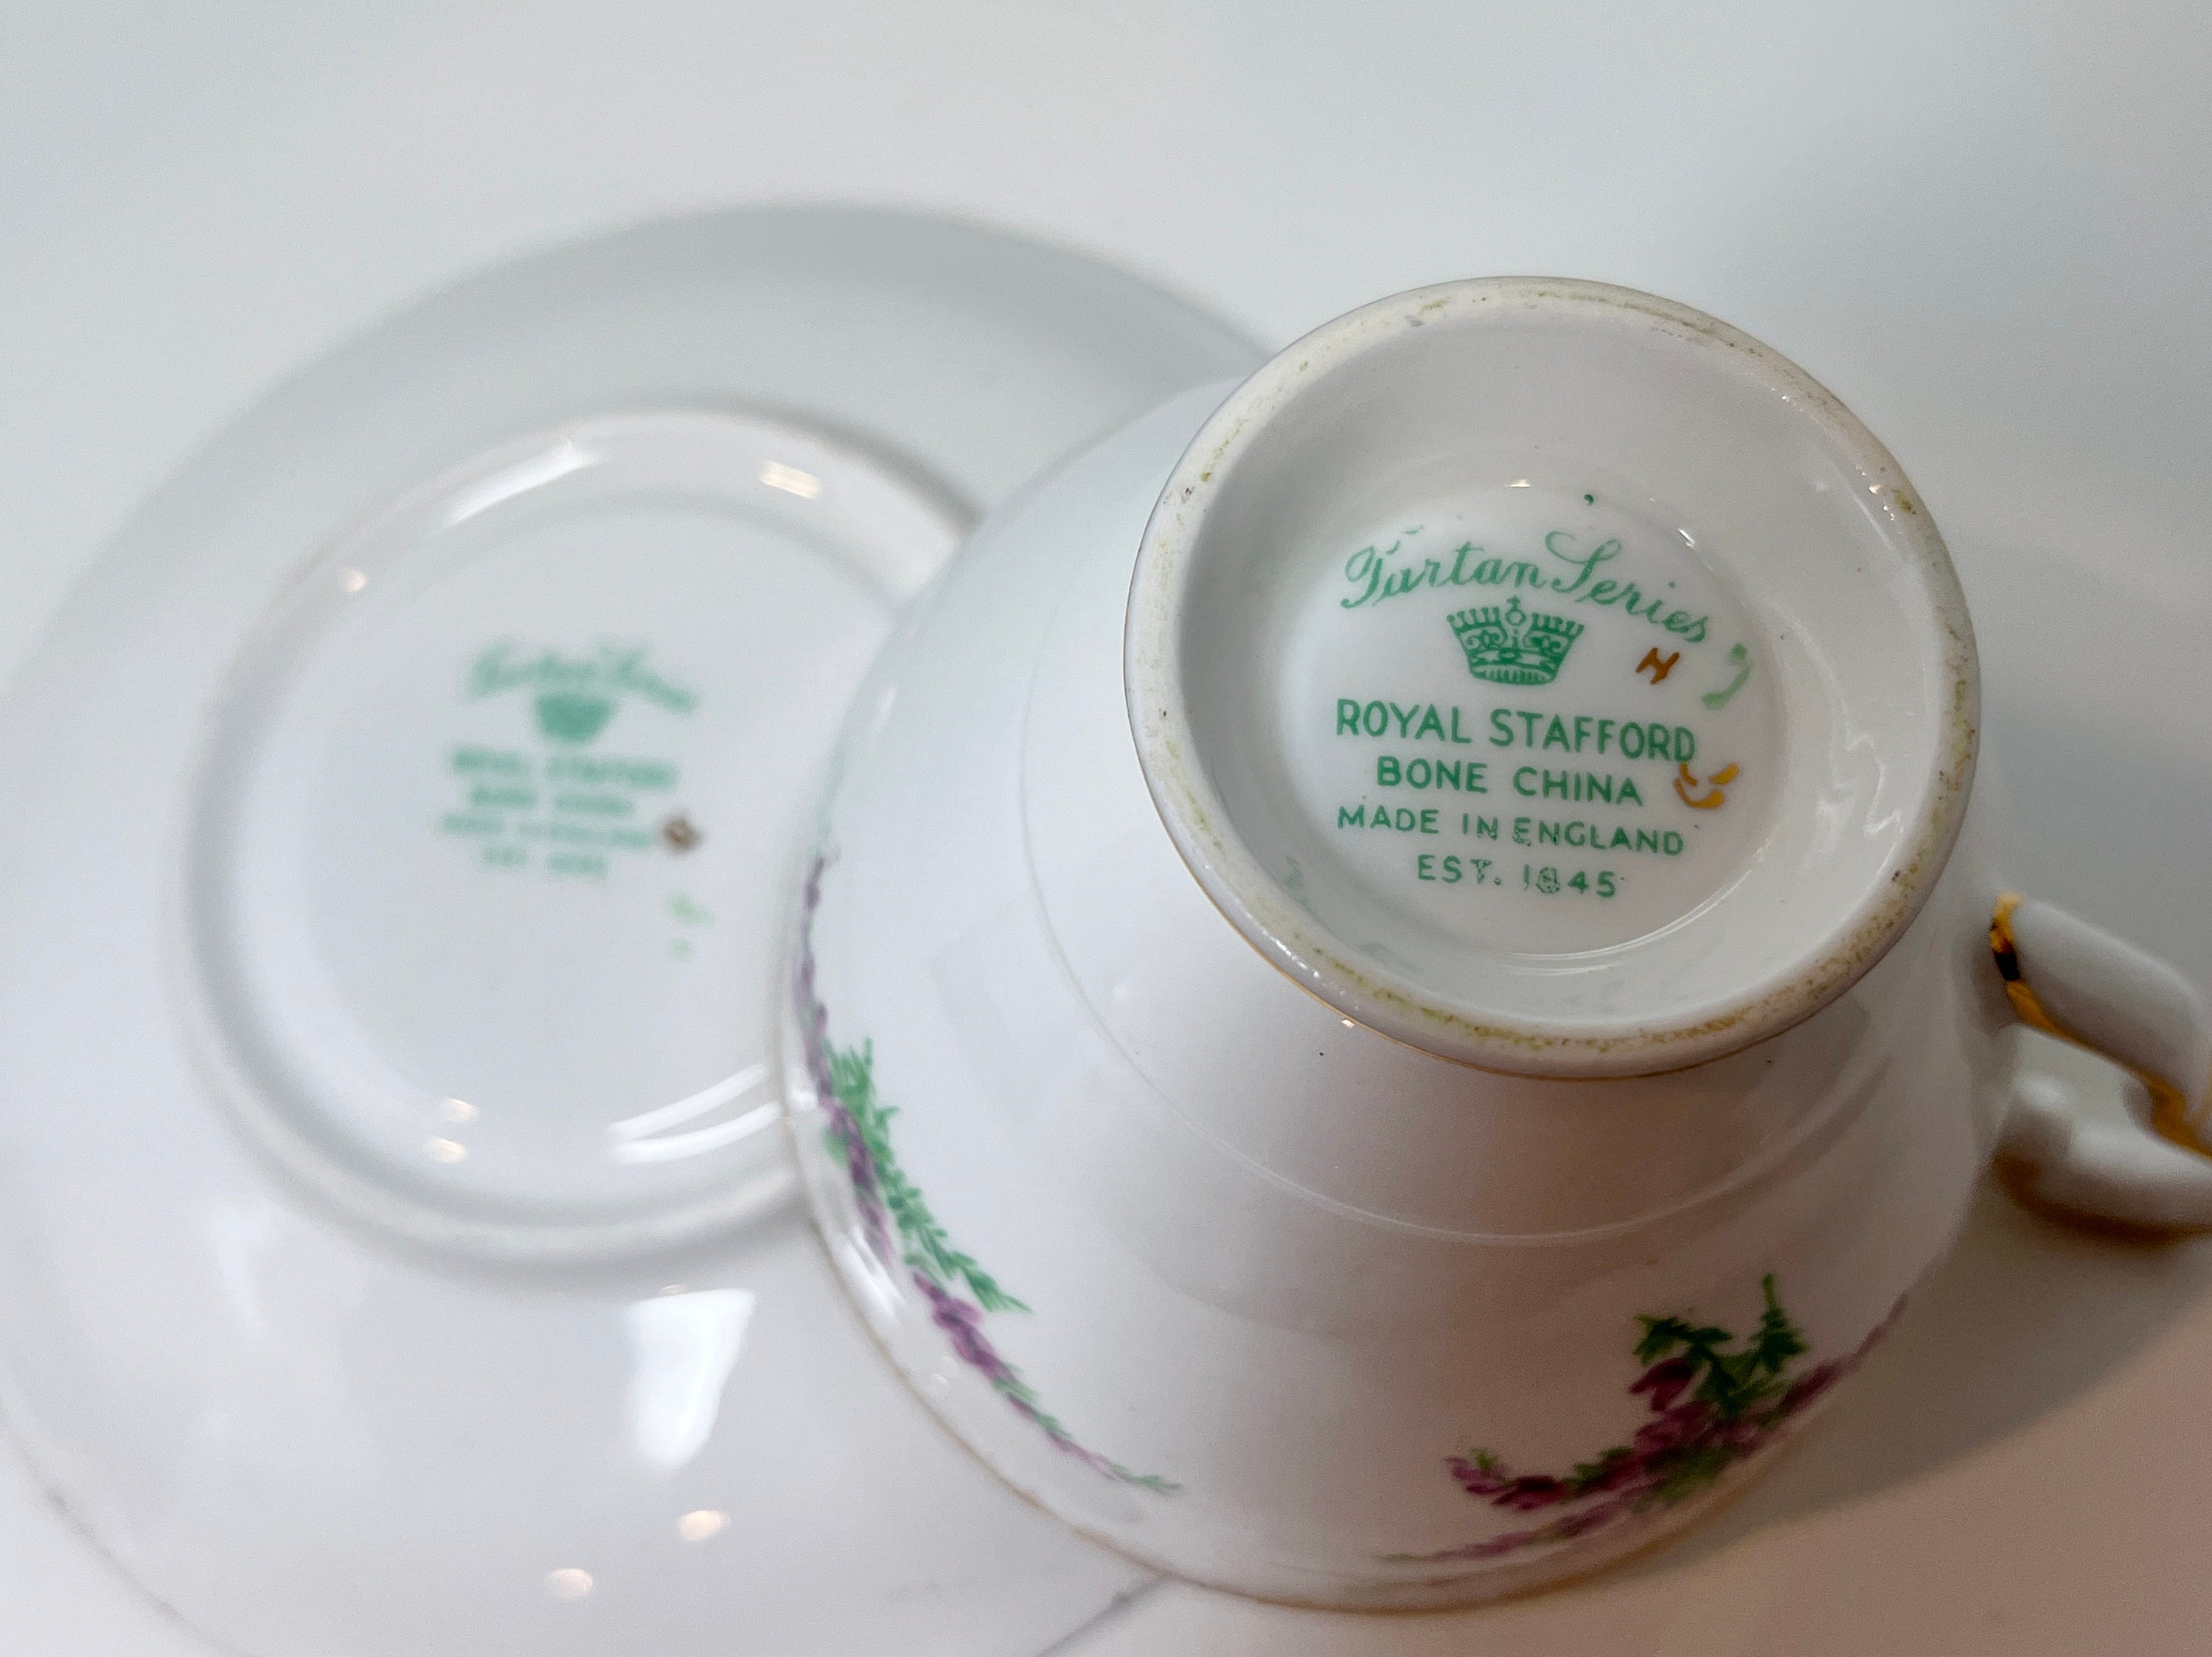 Tartan Series
H
ROYAL STAFFORD
BONE CHINA
MADE IN ENGLAND
EST. 1845